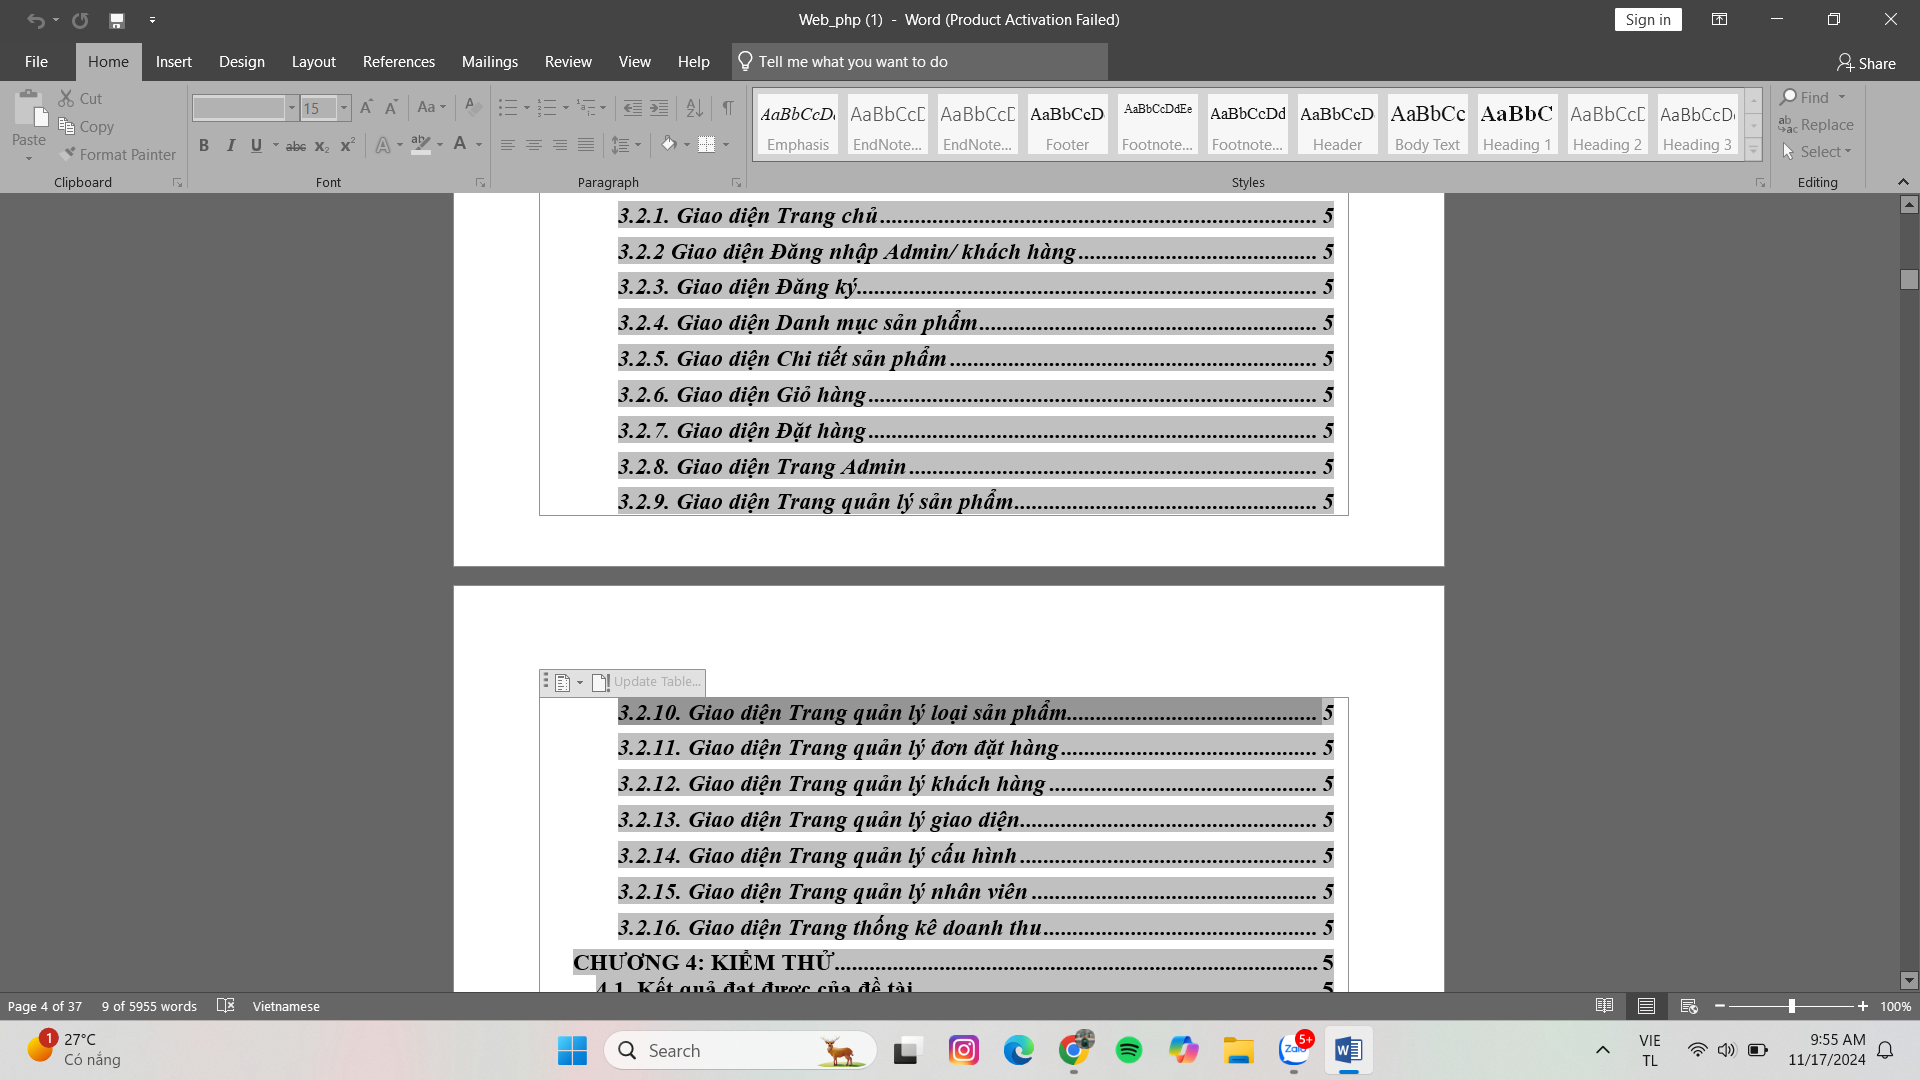 Web_php (1) - Word (Product Activation Failed)
Sign in
File Home Insert Design Layout References Mailings Review View Help Tell me what you want to do Share
Paste
Cut
Copy
Format Painter
Clipboard
15
Font
Paragraph
AaBbCcDc AaBbCcD AaBbCcD AaBbCcD AaBbCcDdEe AaBbCcDd AaBbCcD AaBbCc AaBbC AaBbCcD AaBbCcD
Emphasis EndNote... EndNote... Footer Footnote... Footnote... Header Body Text Heading 1 Heading 2 Heading 3
Styles
Find
Replace
Select
Editing
3.2.1. Giao diện Trang chủ 5
3.2.2 Giao diện Đăng nhập Admin/ khách hàng 5
3.2.3. Giao diện Đăng ký 5
3.2.4. Giao diện Danh mục sản phẩm 5
3.2.5. Giao diện Chi tiết sản phẩm 5
3.2.6. Giao diện Giỏ hàng 5
3.2.7. Giao diện Đặt hàng 5
3.2.8. Giao diện Trang Admin 5
3.2.9. Giao diện Trang quản lý sản phẩm 5
Update Table...
3.2.10. Giao diện Trang quản lý loại sản phẩm 5
3.2.11. Giao diện Trang quản lý đơn đặt hàng 5
3.2.12. Giao diện Trang quản lý khách hàng 5
3.2.13. Giao diện Trang quản lý giao diện 5
3.2.14. Giao diện Trang quản lý cấu hình 5
3.2.15. Giao diện Trang quản lý nhân viên 5
3.2.16. Giao diện Trang thống kê doanh thu 5
CHƯƠNG 4: KIỂM THỬ 5
4.1. Kết quả đạt được của đề tài 5
Page 4 of 37 9 of 5955 words Vietnamese 100%
1
27°C
Có nắng
Search
Zalo
5+
VIE
TL
9:55 AM
11/17/2024